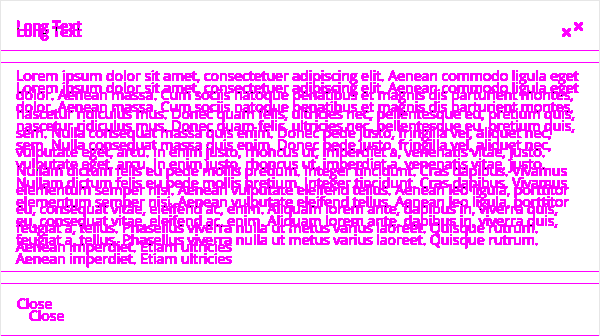 Long Text
Long Text
Lorem ipsum dolor sit amet, consectetuer adipiscing elit. Aenean commodo ligula eget
Lorem ipsum dolor sit amet, consectetuer adipiscing elit. Aenean commodo ligula eget
dolor. Aenean massa. Cum sociis natoque penatibus et magnis dis parturient montes,
dolor. Aenean massa. Cum sociis natoque penatibus et magnis dis parturient montes,
nascetur ridiculus mus. Donec quam felis, ultricies nec, pellentesque eu, pretium quis,
nascetur ridiculus mus. Donec quam felis, ultricies nec, pellentesque eu, pretium quis,
sem. Nulla consequat massa quis enim. Donec pede justo, fringilla vel, aliquet nec,
sem. Nulla consequat massa quis enim. Donec pede justo, fringilla vel, aliquet nec,
vulputate eget, arcu. In enim justo, rhoncus ut, imperdiet a, venenatis vitae, justo.
vulputate eget, arcu. In enim justo, rhoncus ut, imperdiet a, venenatis vitae, justo.
Nullam dictum felis eu pede mollis pretium. Integer tincidunt. Cras dapibus. Vivamus
Nullam dictum felis eu pede mollis pretium. Integer tincidunt. Cras dapibus. Vivamus
elementum semper nisi. Aenean vulputate eleifend tellus. Aenean leo ligula, porttitor
elementum semper nisi. Aenean vulputate eleifend tellus. Aenean leo ligula, porttitor
eu, consequat vitae, eleifend ac, enim. Aliquam lorem ante, dapibus in, viverra quis,
eu, consequat vitae, eleifend ac, enim. Aliquam lorem ante, dapibus in, viverra quis,
feugiat a, tellus. Phasellus viverra nulla ut metus varius laoreet. Quisque rutrum.
feugiat a, tellus. Phasellus viverra nulla ut metus varius laoreet. Quisque rutrum.
Aenean imperdiet. Etiam ultricies
Aenean imperdiet. Etiam ultricies
Close
Close